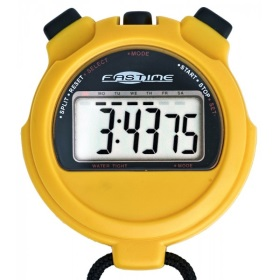 •MODE
•SPLIT•RESET•SELECT
•START•STOP•SET
FASTIME
MO TU WE TH FR SA SU
3:4375
WATER TIGHT •MODE